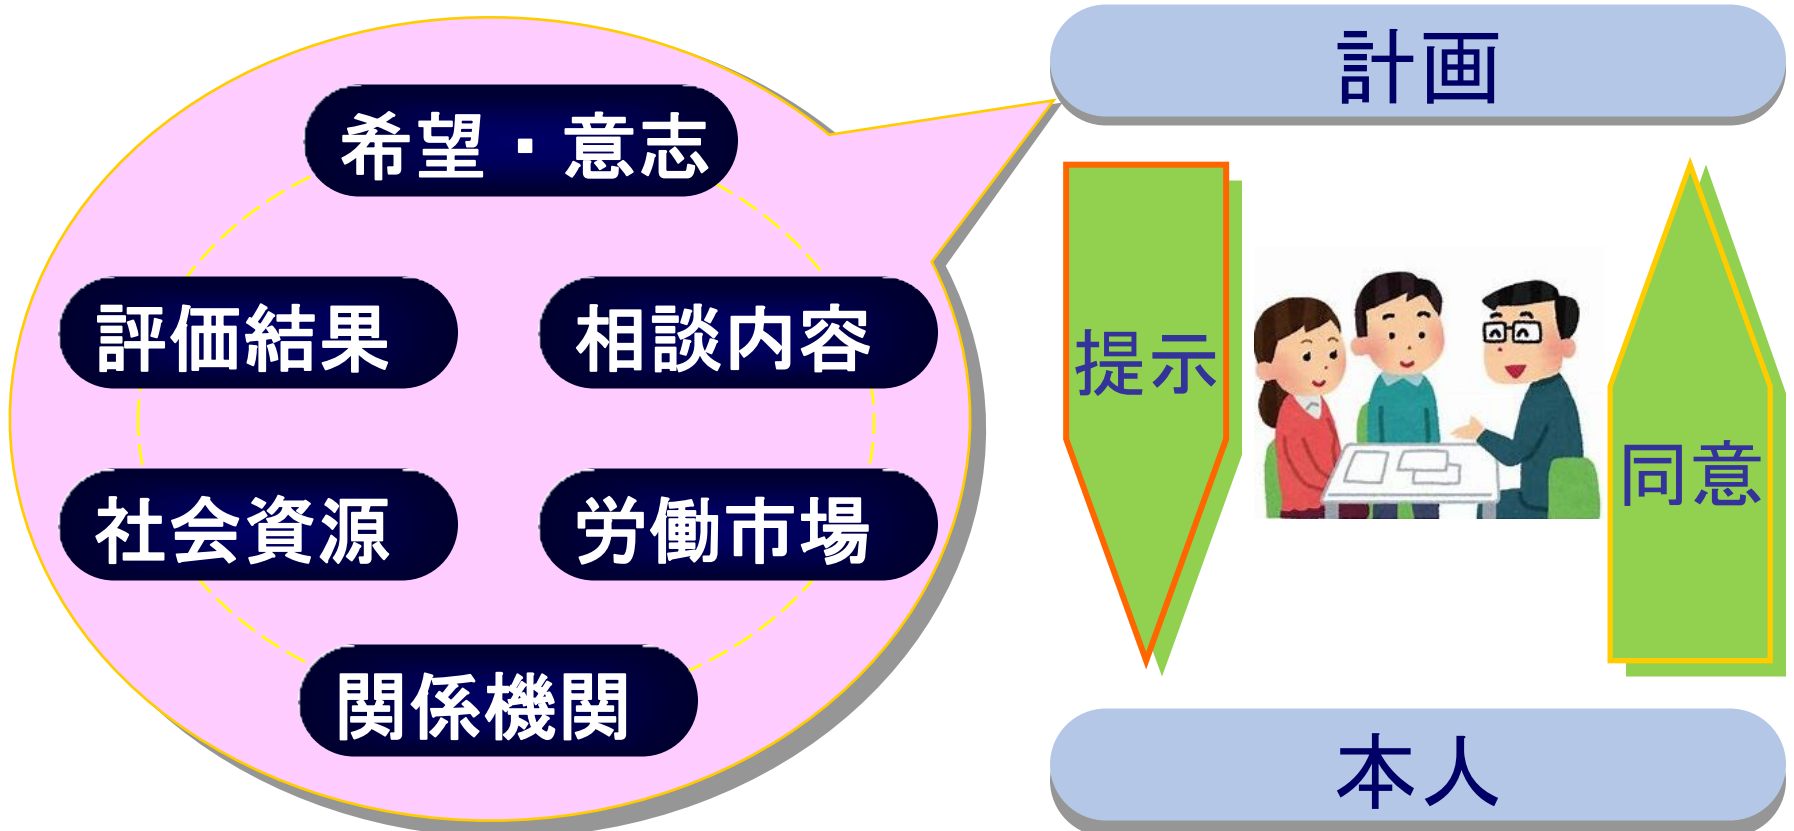 希望・意志
評価結果
相談内容
社会資源
労働市場
関係機関
計画
提示
同意
本人